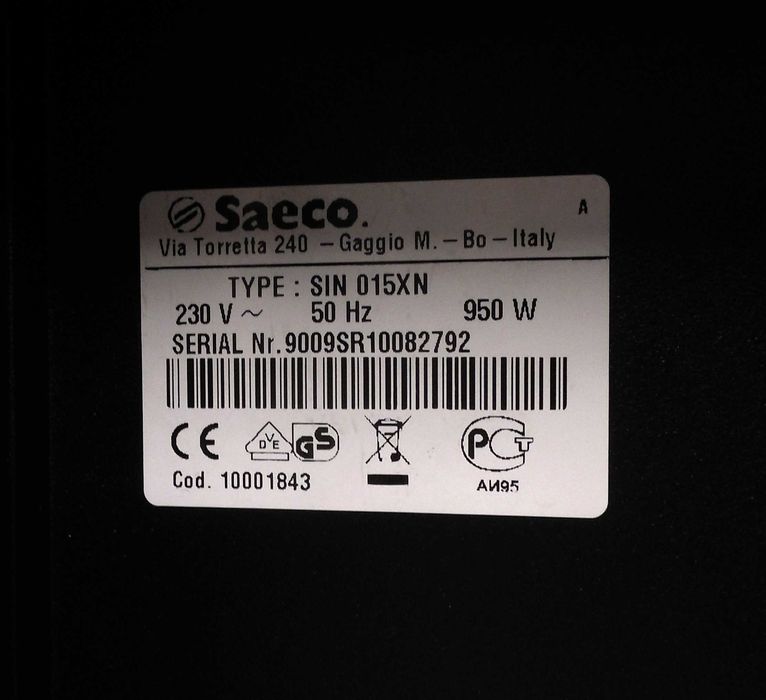 Saeco. A
Via Torretta 240 – Gaggio M. – Bo – Italy
TYPE : SIN 015XN
230 V ~ 50 Hz 950 W
SERIAL Nr. 9009SR10082792
CE DVE GS PCT
Cod. 10001843 АИ95